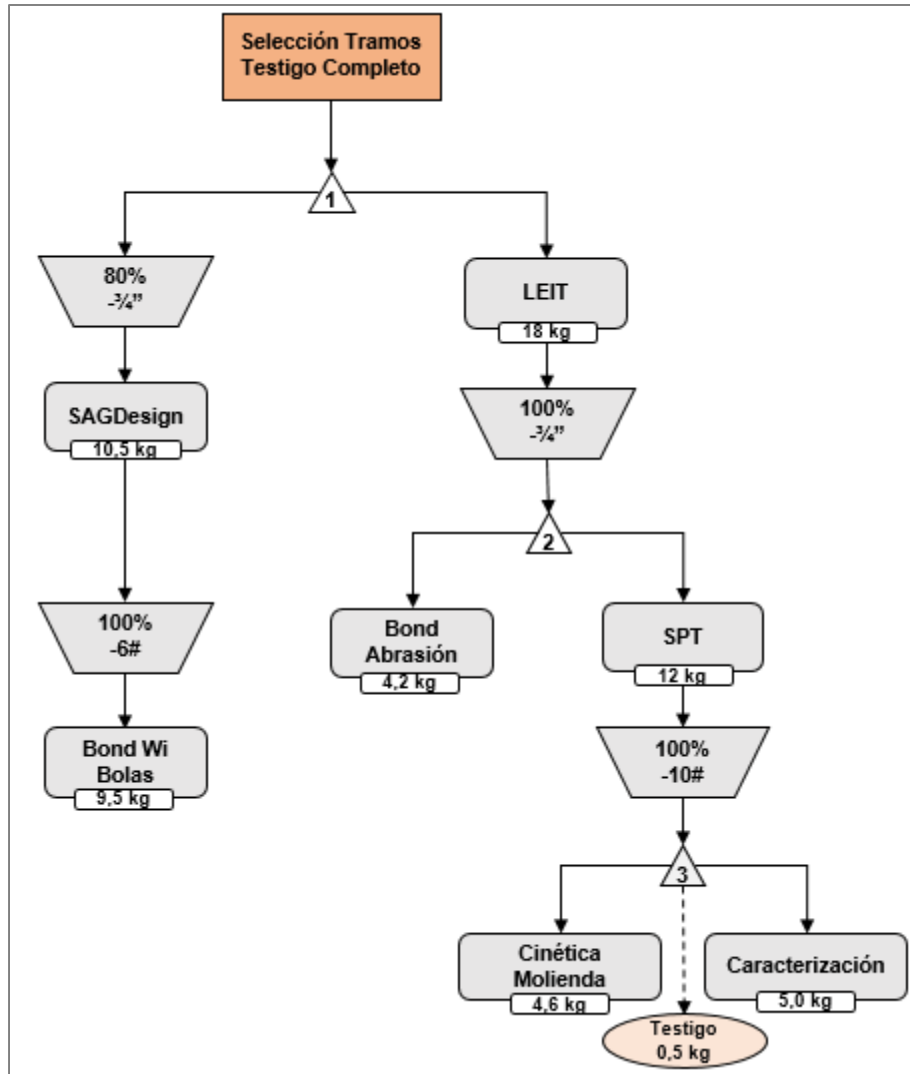 Selección Tramos
Testigo Completo
1
80%
-¾”
LEIT
18 kg
SAGDesign
10,5 kg
100%
-¾”
2
100%
-6#
Bond
Abrasión
4,2 kg
SPT
12 kg
Bond Wi
Bolas
9,5 kg
100%
-10#
3
Cinética
Molienda
4,6 kg
Caracterización
5,0 kg
Testigo
0,5 kg